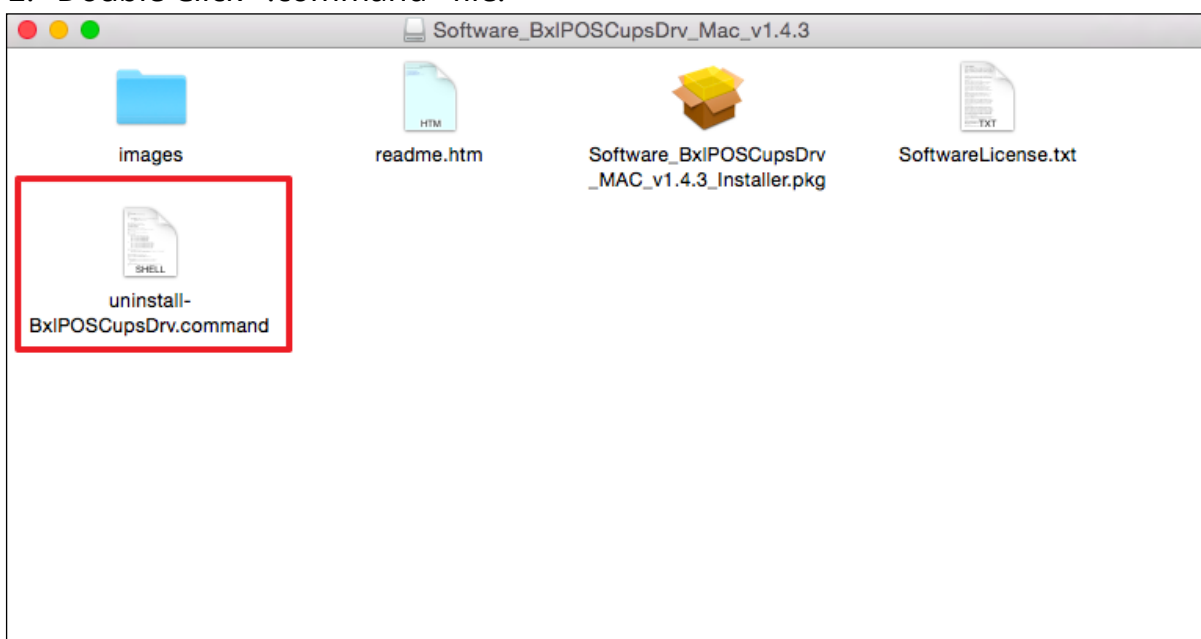 Software_BxlPOSCupsDrv_Mac_v1.4.3
HTM
TXT
images
readme.htm
Software_BxlPOSCupsDrv
_MAC_v1.4.3_Installer.pkg
SoftwareLicense.txt
SHELL
uninstall-
BxlPOSCupsDrv.command